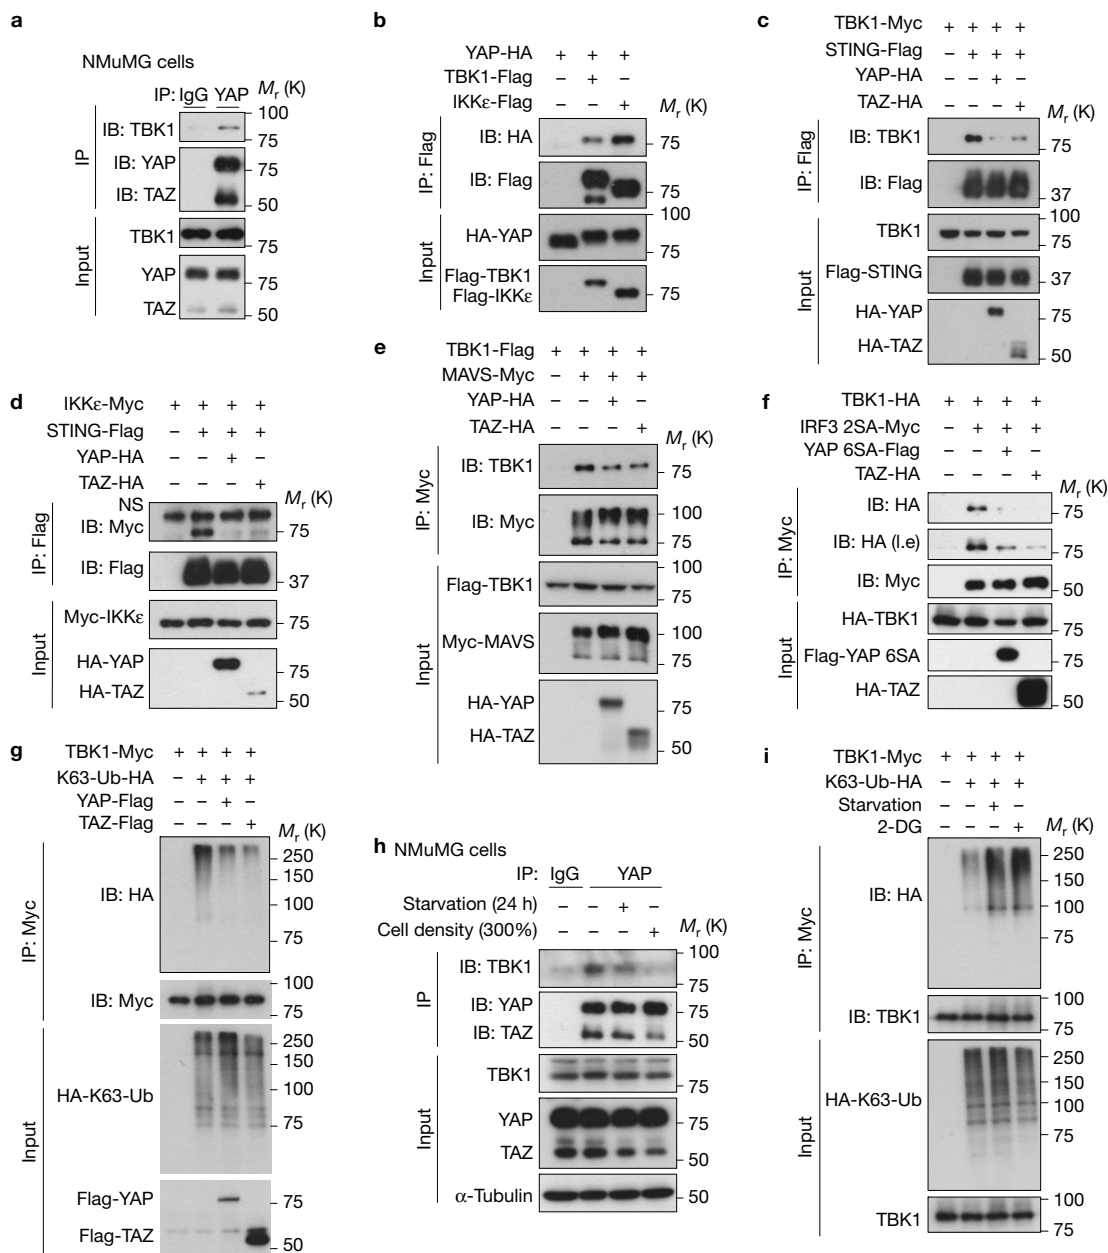 a
NMuMG cells
IP: IgG YAP Mr (K)
IP
IB: TBK1
100
75
IB: YAP
75
IB: TAZ
50
Input
TBK1
75
YAP
75
TAZ
50
b
YAP-HA + + +
TBK1-Flag – + –
IKKε-Flag – – + Mr (K)
IP: Flag
IB: HA
75
IB: Flag
75
Input
100
HA-YAP
75
Flag-TBK1
Flag-IKKε
75
c
TBK1-Myc + + + +
STING-Flag – + + +
YAP-HA – – + –
TAZ-HA – – – +
Mr (K)
IP: Flag
IB: TBK1
75
IB: Flag
37
Input
100
TBK1
75
Flag-STING
37
HA-YAP
75
HA-TAZ
50
d
IKKε-Myc + + + +
STING-Flag – + + +
YAP-HA – – + –
TAZ-HA – – – +
NS
Mr (K)
IP: Flag
IB: Myc
75
IB: Flag
37
Input
Myc-IKKε
75
HA-YAP
75
HA-TAZ
50
e
TBK1-Flag + + + +
MAVS-Myc – + + +
YAP-HA – – + –
TAZ-HA – – – +
Mr (K)
IP: Myc
IB: TBK1
75
IB: Myc
100
75
Input
100
Flag-TBK1
75
Myc-MAVS
100
75
HA-YAP
75
HA-TAZ
50
f
TBK1-HA + + + +
IRF3 2SA-Myc – + + +
YAP 6SA-Flag – – + –
TAZ-HA – – – +
Mr (K)
IP: Myc
IB: HA
75
IB: HA (l.e)
75
IB: Myc
50
Input
HA-TBK1
75
Flag-YAP 6SA
75
HA-TAZ
50
g
TBK1-Myc + + + +
K63-Ub-HA – + + +
YAP-Flag – – + –
TAZ-Flag – – – +
Mr (K)
IP: Myc
IB: HA
250
150
100
75
IB: Myc
100
75
Input
HA-K63-Ub
250
150
100
75
Flag-YAP
75
Flag-TAZ
50
h NMuMG cells
IP: IgG YAP
Starvation (24 h) – – + –
Cell density (300%) – – – + Mr (K)
IP
100
IB: TBK1
75
IB: YAP
75
IB: TAZ
50
Input
TBK1
75
YAP
75
TAZ
50
α-Tubulin
50
i
TBK1-Myc + + + +
K63-Ub-HA – + + +
Starvation – – + –
2-DG – – – + Mr (K)
IP: Myc
IB: HA
250
150
100
75
IB: TBK1
100
75
Input
HA-K63-Ub
250
150
100
75
TBK1
100
75